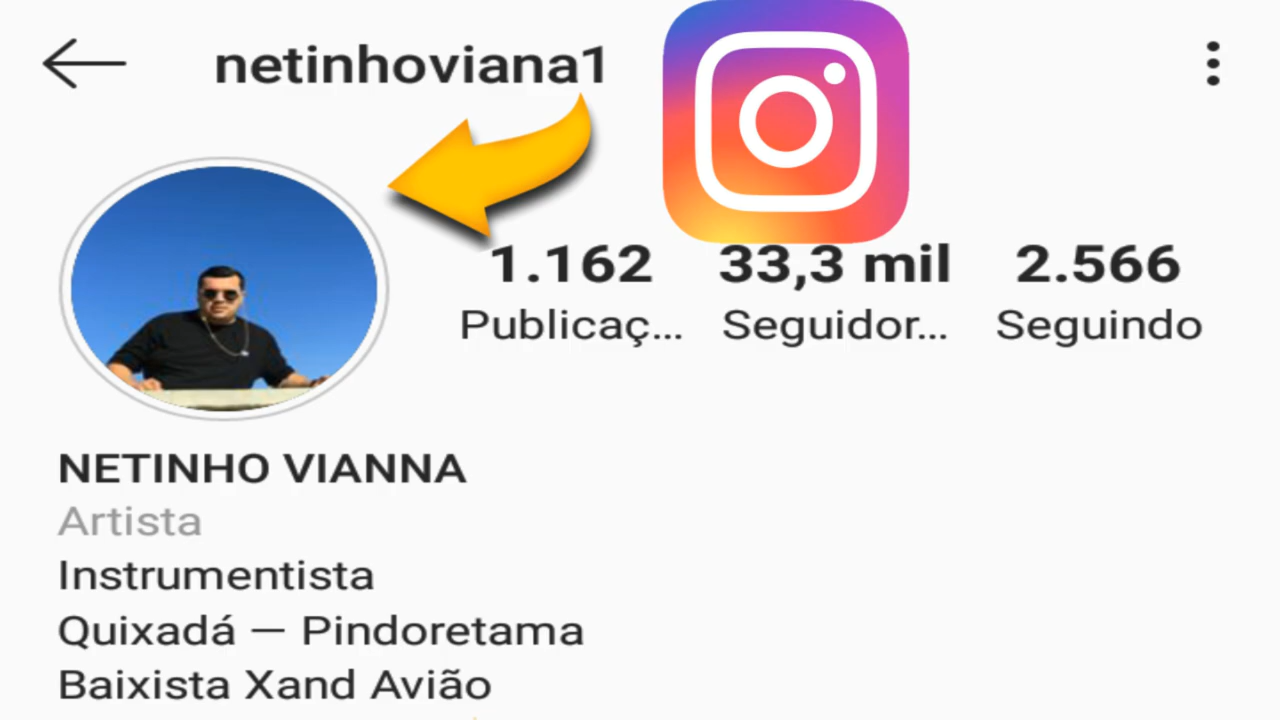 netinhoviana1
1.162 33,3 mil 2.566
Publicaç... Seguidor... Seguindo
NETINHO VIANNA
Artista
Instrumentista
Quixadá — Pindoretama
Baixista Xand Avião